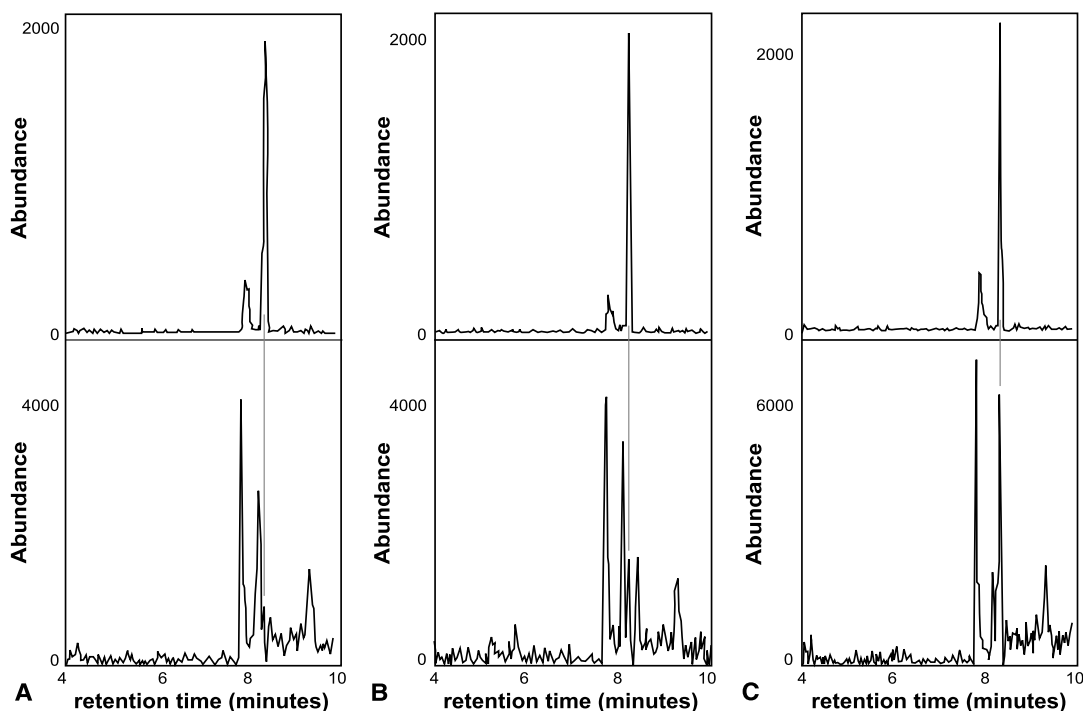 2000
Abundance
0
4000
Abundance
0
4 6 8 10
A retention time (minutes)
2000
Abundance
0
4000
Abundance
0
4 6 8 10
B retention time (minutes)
2000
Abundance
0
6000
Abundance
0
4 6 8 10
C retention time (minutes)